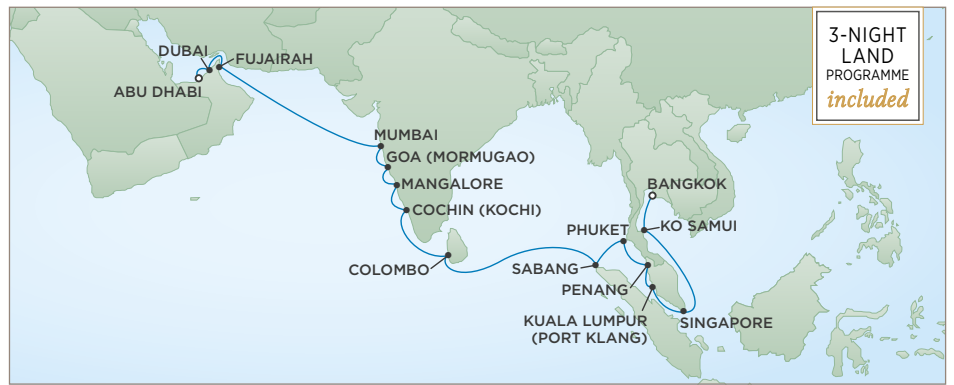 3-NIGHT
LAND
PROGRAMME
included
DUBAI
FUJAIRAH
ABU DHABI
MUMBAI
GOA (MORMUGAO)
MANGALORE
COCHIN (KOCHI)
COLOMBO
BANGKOK
KO SAMUI
PHUKET
SABANG
PENANG
KUALA LUMPUR
(PORT KLANG)
SINGAPORE